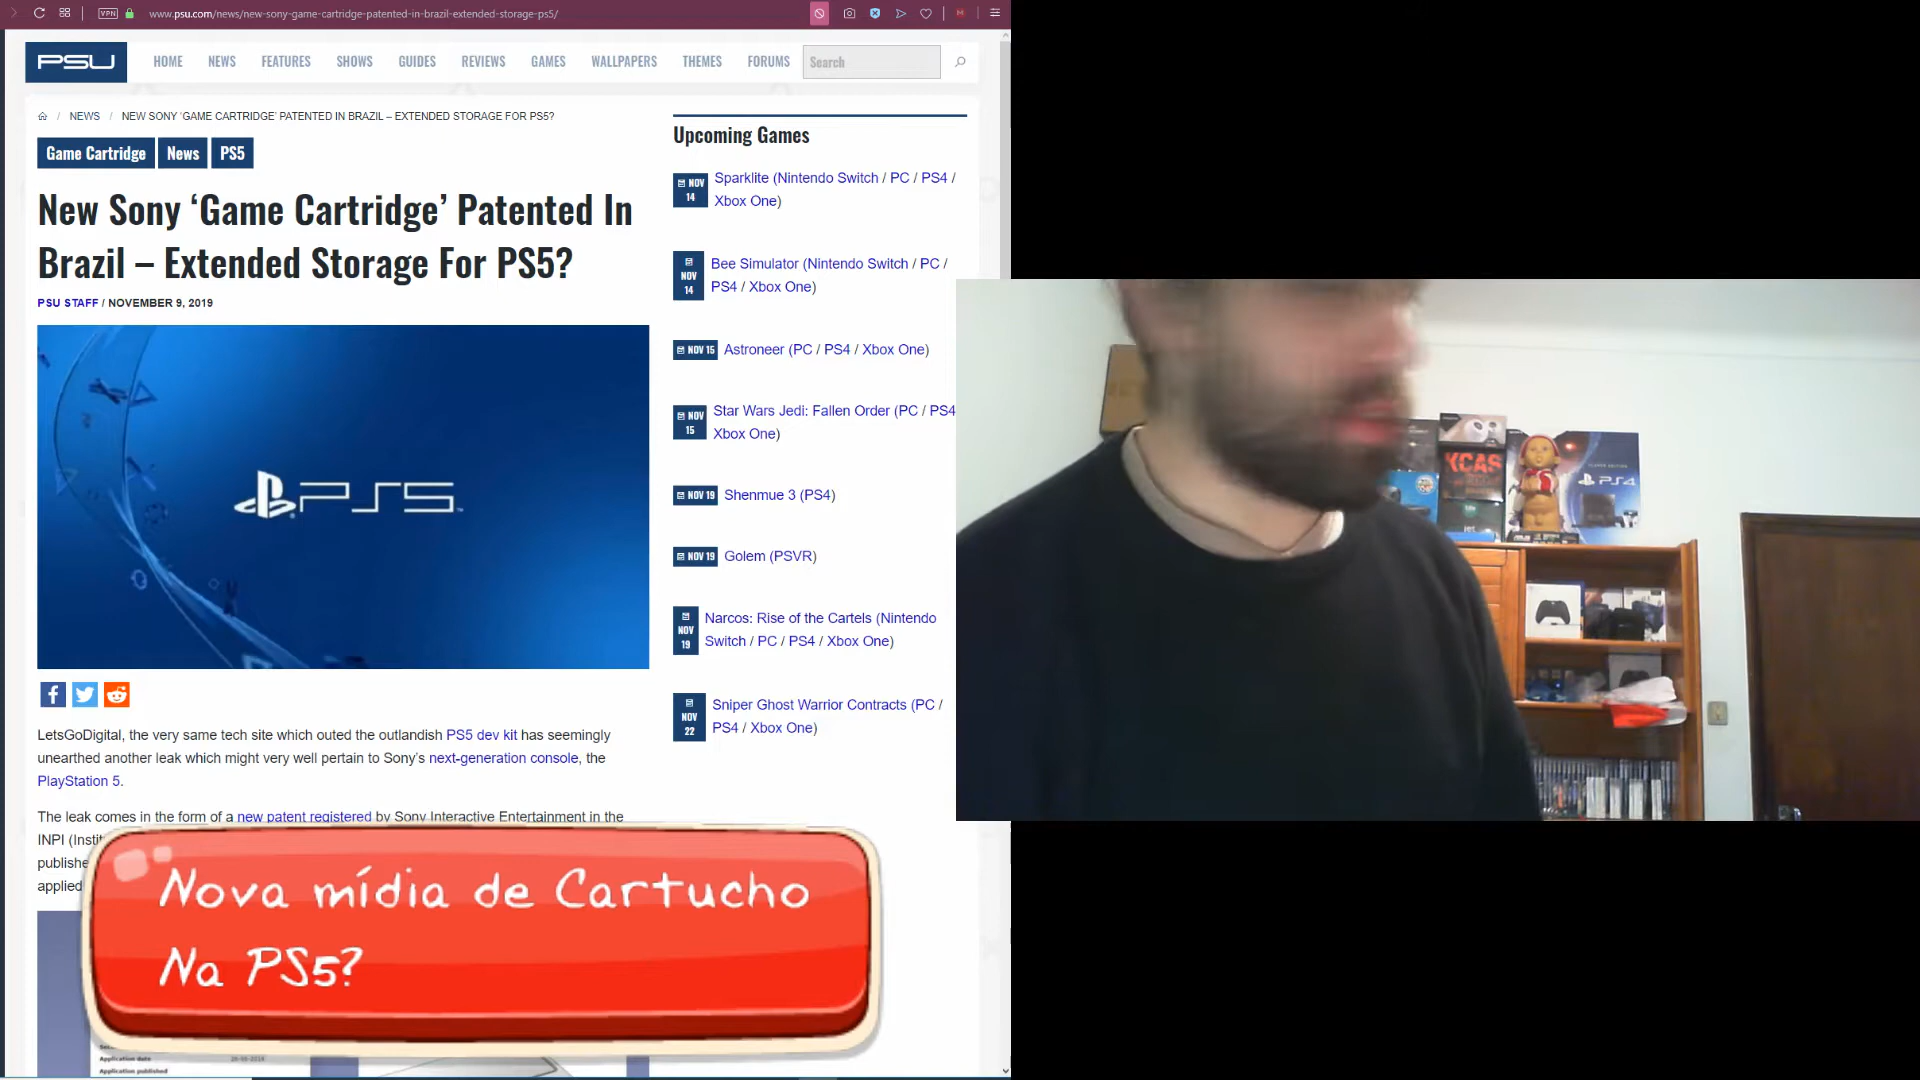 VPN
www.psu.com/news/new-sony-game-cartridge-patented-in-brazil-extended-storage-ps5/
PSU
HOME NEWS FEATURES SHOWS GUIDES REVIEWS GAMES WALLPAPERS THEMES FORUMS
Search
/ NEWS / NEW SONY ‘GAME CARTRIDGE’ PATENTED IN BRAZIL – EXTENDED STORAGE FOR PS5?
Game Cartridge News PS5
New Sony ‘Game Cartridge’ Patented In
Brazil – Extended Storage For PS5?
PSU STAFF / NOVEMBER 9, 2019
PS5
LetsGoDigital, the very same tech site which outed the outlandish PS5 dev kit has seemingly
unearthed another leak which might very well pertain to Sony’s next-generation console, the
PlayStation 5.
The leak comes in the form of a new patent registered by Sony Interactive Entertainment in the
INPI (Insti
publishe
applied
Application date 
Application published
Nova mídia de Cartucho
Na PS5?
Upcoming Games
NOV
14
Sparklite (Nintendo Switch / PC / PS4 /
Xbox One)
NOV
14
Bee Simulator (Nintendo Switch / PC /
PS4 / Xbox One)
NOV 15
Astroneer (PC / PS4 / Xbox One)
NOV
15
Star Wars Jedi: Fallen Order (PC / PS4
Xbox One)
NOV 19
Shenmue 3 (PS4)
NOV 19
Golem (PSVR)
NOV
19
Narcos: Rise of the Cartels (Nintendo
Switch / PC / PS4 / Xbox One)
NOV
22
Sniper Ghost Warrior Contracts (PC /
PS4 / Xbox One)
KCAS
PS4